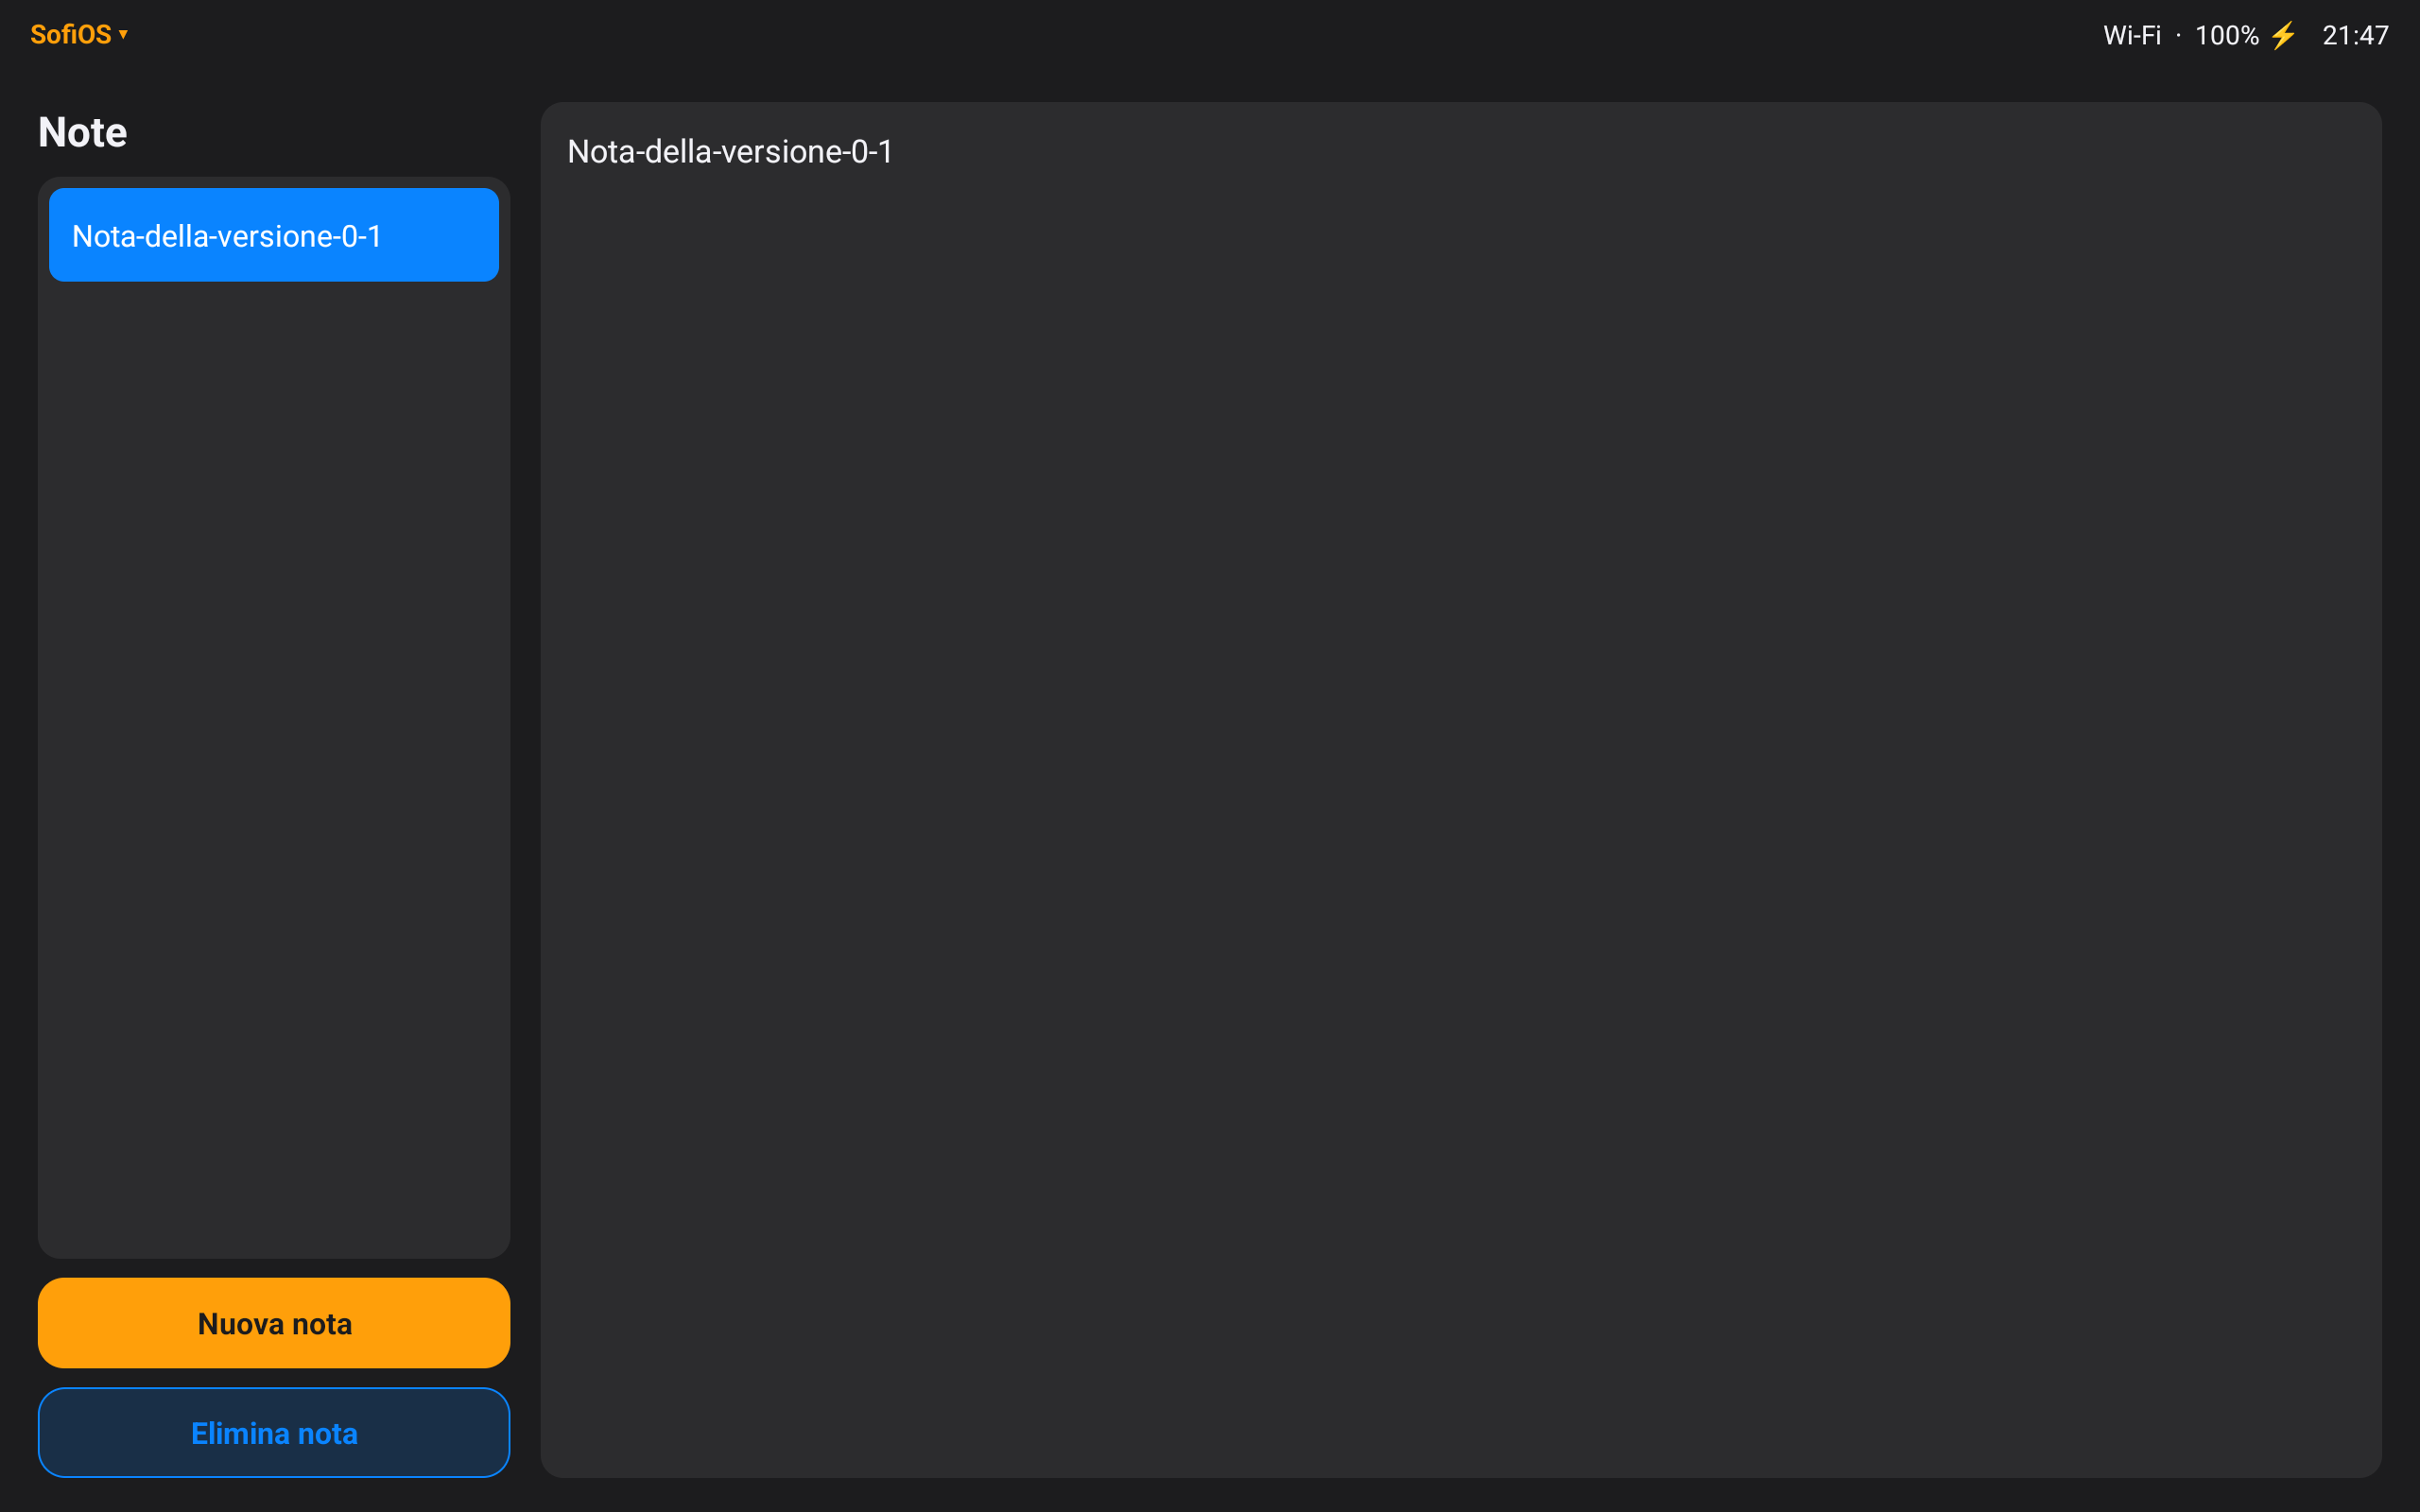 SofiOS ▾
Wi-Fi · 100% ⚡ 21:47
Note
Nota-della-versione-0-1
Nota-della-versione-0-1
Nuova nota
Elimina nota